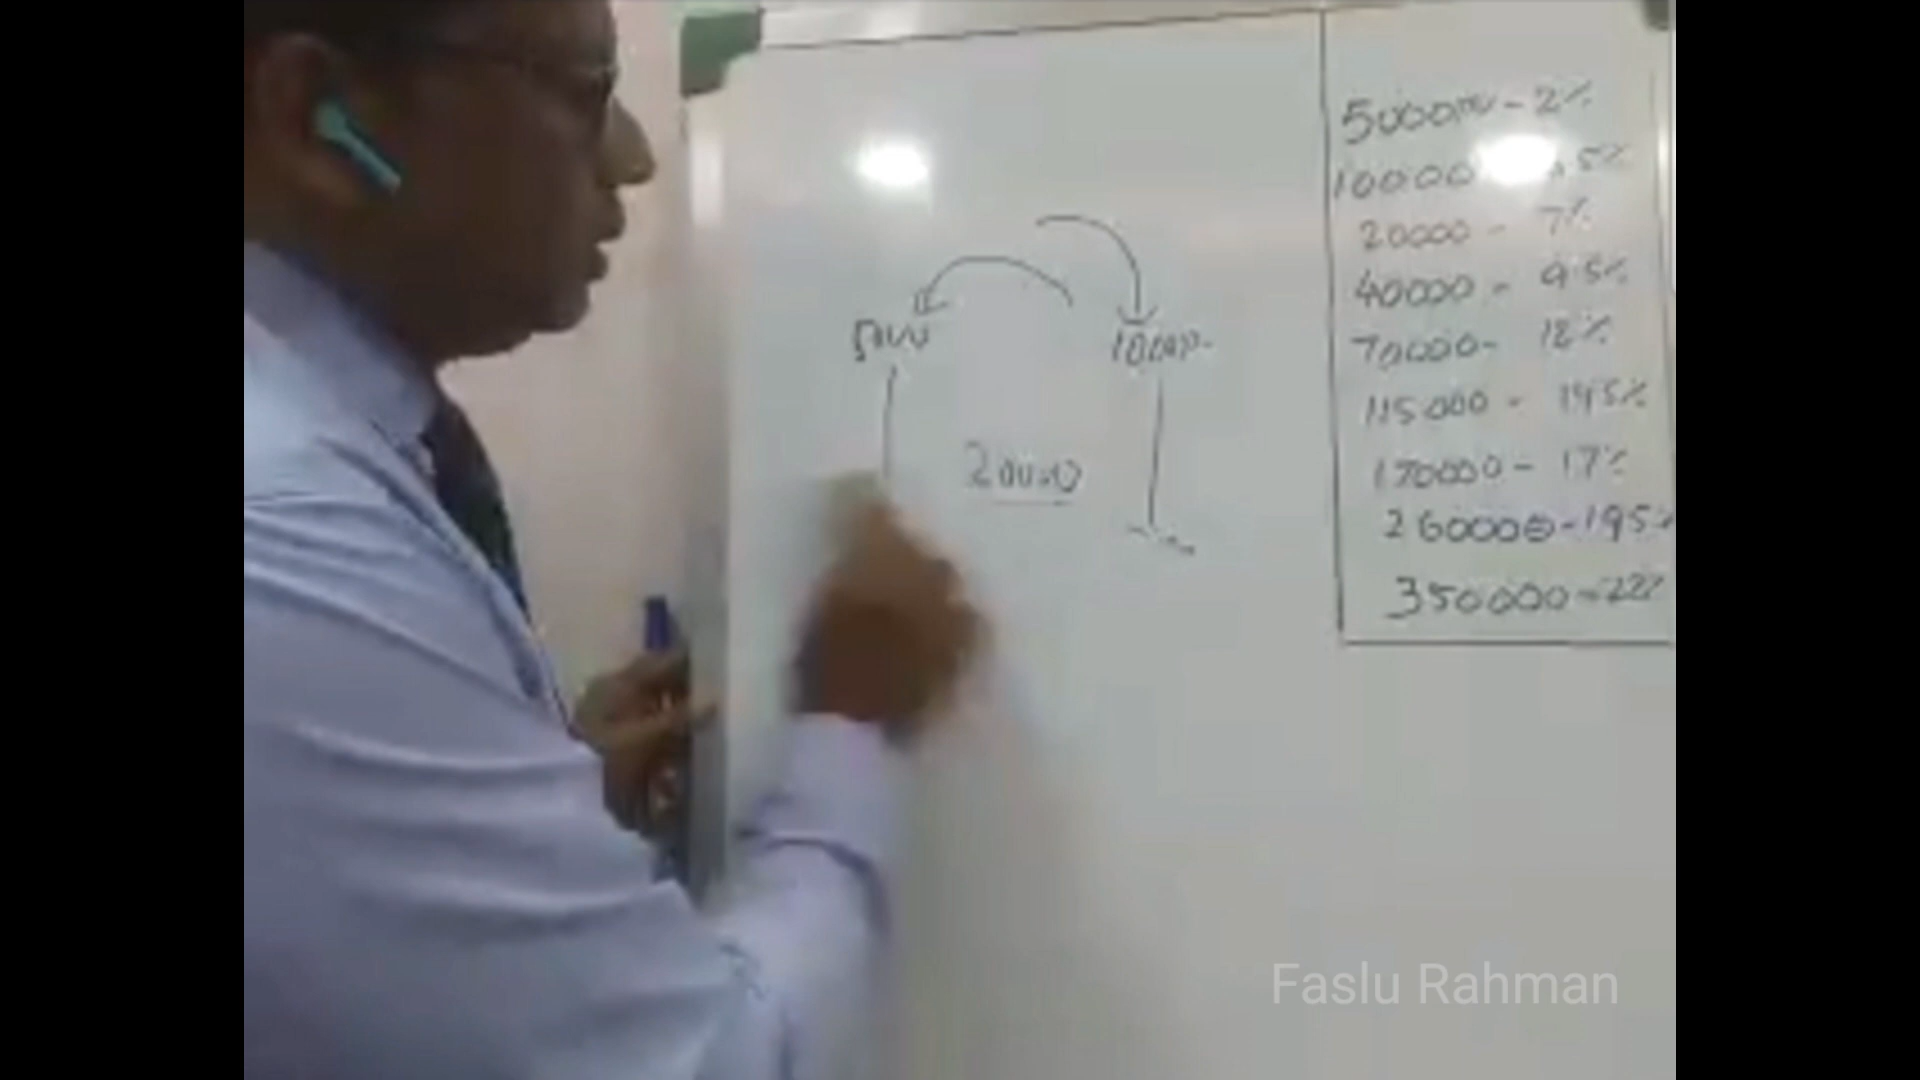 5000 - 2%
10000 5%
20000 - 7%
40000 - 9.5%
70000 - 12%
115000 - 14.5%
170000 - 17%
260000 - 19.5%
350000 - 22%
5000
10000
20000
Faslu Rahman